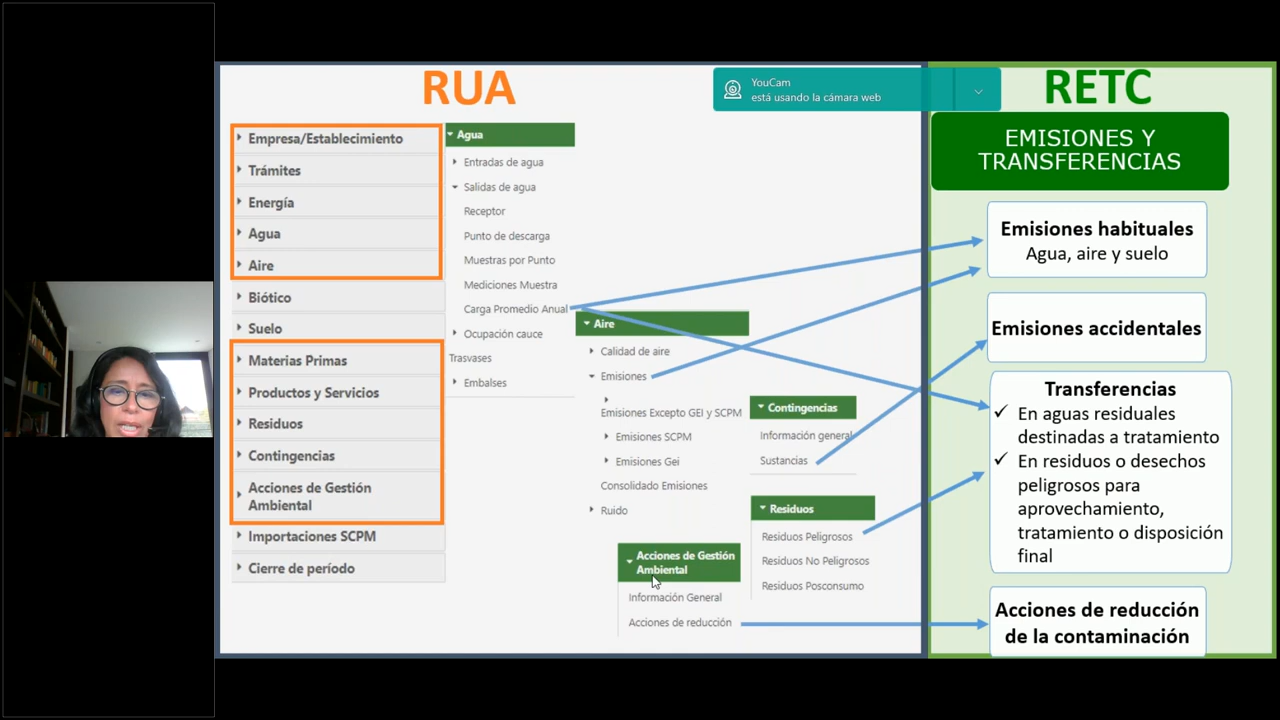 RUA
YouCam
está usando la cámara web
RETC
Empresa/Establecimiento
Trámites
Energía
Agua
Aire
Biótico
Suelo
Materias Primas
Productos y Servicios
Residuos
Contingencias
Acciones de Gestión
Ambiental
Importaciones SCPM
Cierre de período
Agua
Entradas de agua
Salidas de agua
Receptor
Punto de descarga
Muestras por Punto
Mediciones Muestra
Carga Promedio Anual
Ocupación cauce
Trasvases
Embalses
Aire
Calidad de aire
Emisiones
Emisiones Excepto GEI y SCPM
Emisiones SCPM
Emisiones Gei
Consolidado Emisiones
Ruido
Contingencias
Información general
Sustancias
Residuos
Residuos Peligrosos
Residuos No Peligrosos
Residuos Posconsumo
Acciones de Gestión
Ambiental
Información General
Acciones de reducción
EMISIONES Y
TRANSFERENCIAS
Emisiones habituales
Agua, aire y suelo
Emisiones accidentales
Transferencias
✓ En aguas residuales
destinadas a tratamiento
✓ En residuos o desechos
peligrosos para
aprovechamiento,
tratamiento o disposición
final
Acciones de reducción
de la contaminación